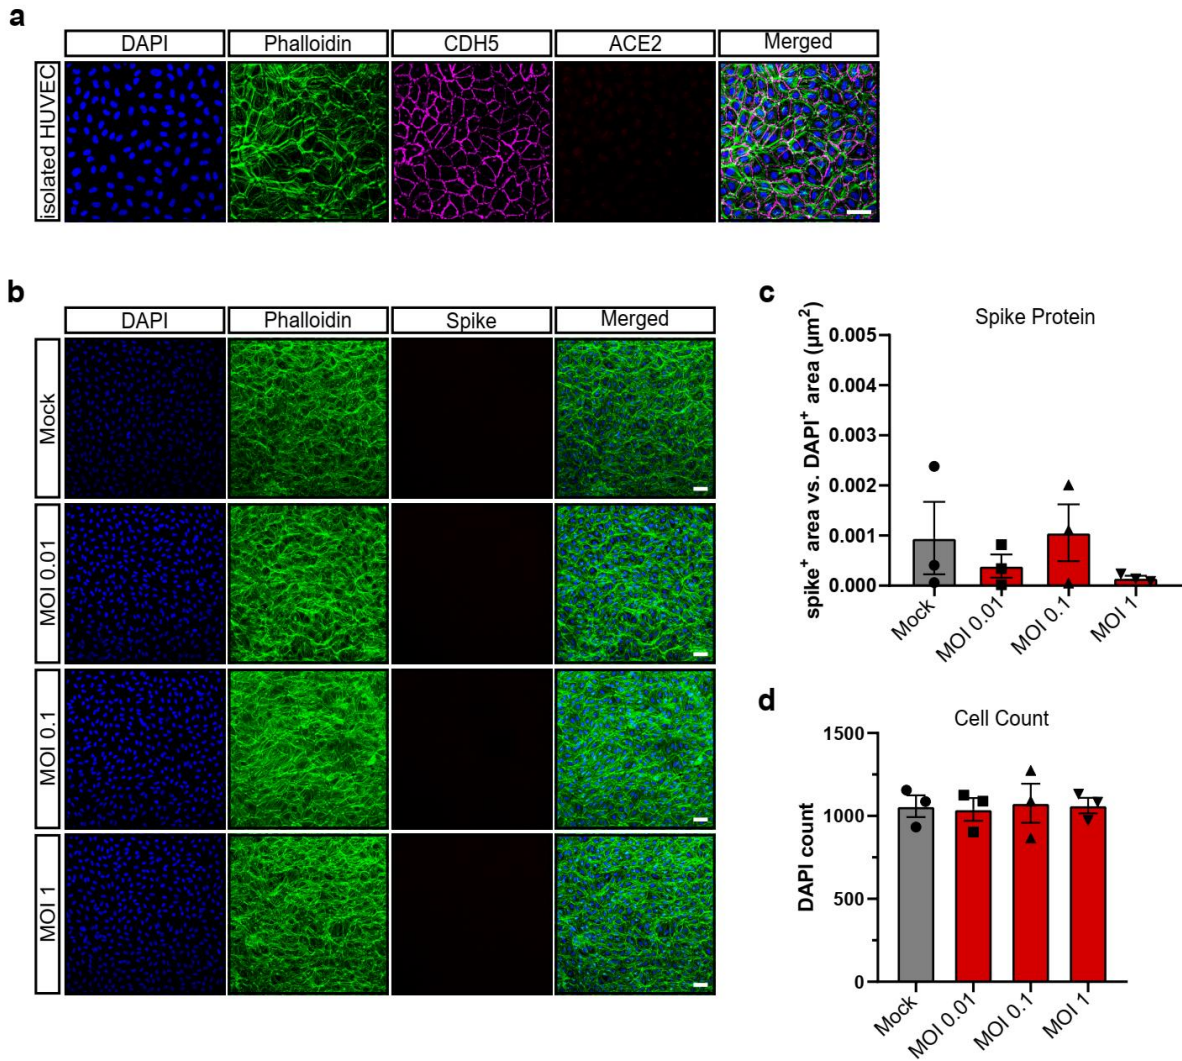 a
DAPI Phalloidin CDH5 ACE2 Merged
isolated HUVEC
b
DAPI Phalloidin Spike Merged
Mock
MOI 0.01
MOI 0.1
MOI 1
c
Spike Protein
spike⁺ area vs. DAPI⁺ area (µm²)
0.005
0.004
0.003
0.002
0.001
0.000
Mock MOI 0.01 MOI 0.1 MOI 1
d
Cell Count
DAPI count
1500
1000
500
0
Mock MOI 0.01 MOI 0.1 MOI 1